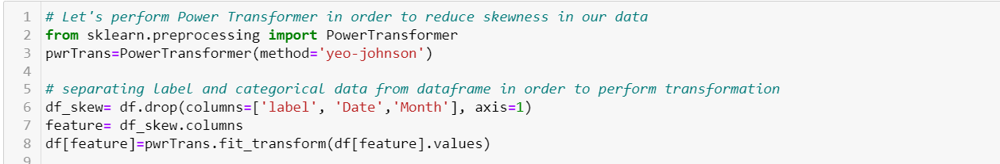 1 # Let's perform Power Transformer in order to reduce skewness in our data
2 from sklearn.preprocessing import PowerTransformer
3 pwrTrans=PowerTransformer(method='yeo-johnson')
4
5 # separating label and categorical data from dataframe in order to perform transformation
6 df_skew= df.drop(columns=['label', 'Date','Month'], axis=1)
7 feature= df_skew.columns
8 df[feature]=pwrTrans.fit_transform(df[feature].values)
9